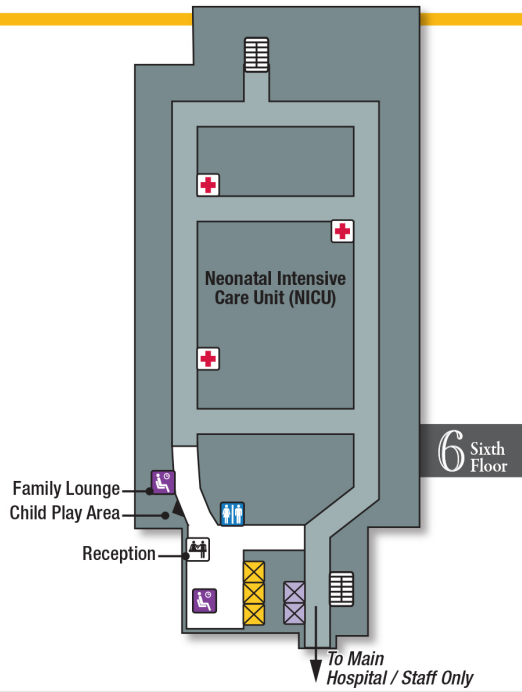 Neonatal Intensive
Care Unit (NICU)
6 Sixth
Floor
Family Lounge
Child Play Area
Reception
To Main
Hospital / Staff Only